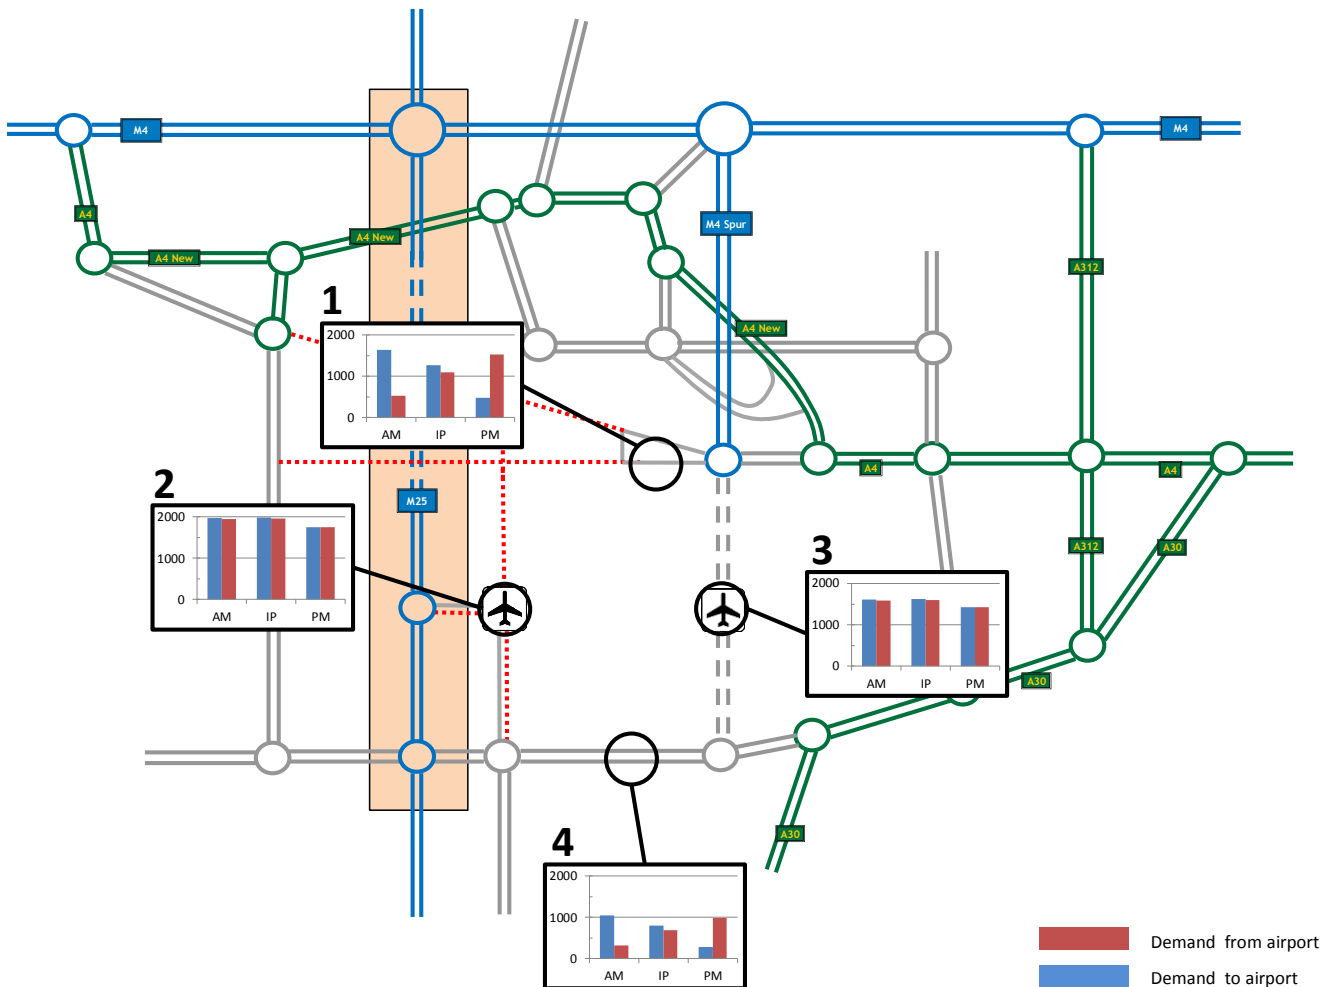 M4
M4
A4
M4 Spur
A4 New
A4 New
A312
1
2000
1000
0
AM IP PM
A4 New
A4
A4
2
2000
1000
0
AM IP PM
M25
3
2000
1000
0
AM IP PM
A312
A30
A30
A30
4
2000
1000
0
AM IP PM
Demand from airport
Demand to airport